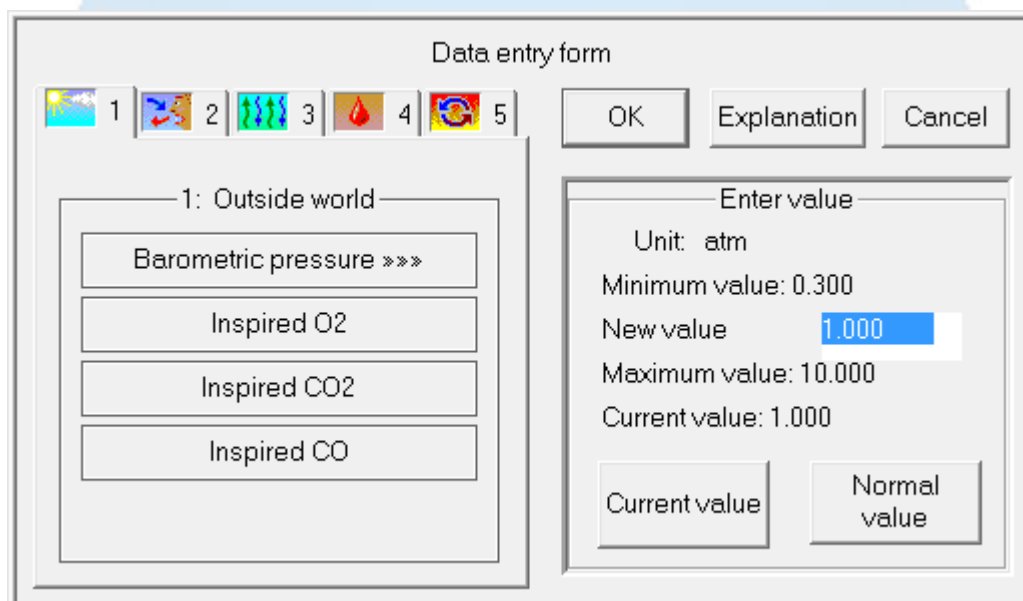 Data entry form
1 2 3 4 5
OK Explanation Cancel
1: Outside world
Barometric pressure »»»
Inspired O2
Inspired CO2
Inspired CO
Enter value
Unit: atm
Minimum value: 0.300
New value 1.000
Maximum value: 10.000
Current value: 1.000
Current value
Normal
value